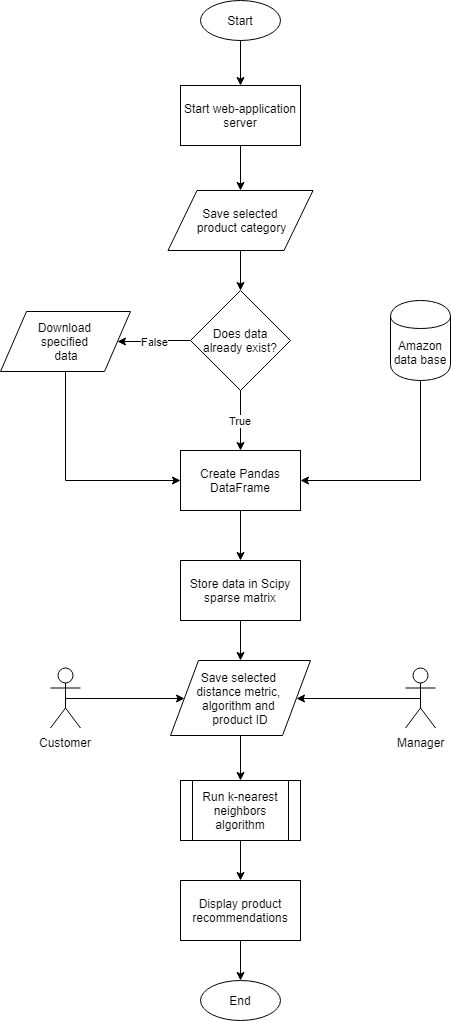 Start
Start web-application
server
Save selected
product category
Does data
already exist?
False
Download
specified
data
Amazon
data base
True
Create Pandas
DataFrame
Store data in Scipy
sparse matrix
Save selected
distance metric,
algorithm and
product ID
Customer
Manager
Run k-nearest
neighbors
algorithm
Display product
recommendations
End